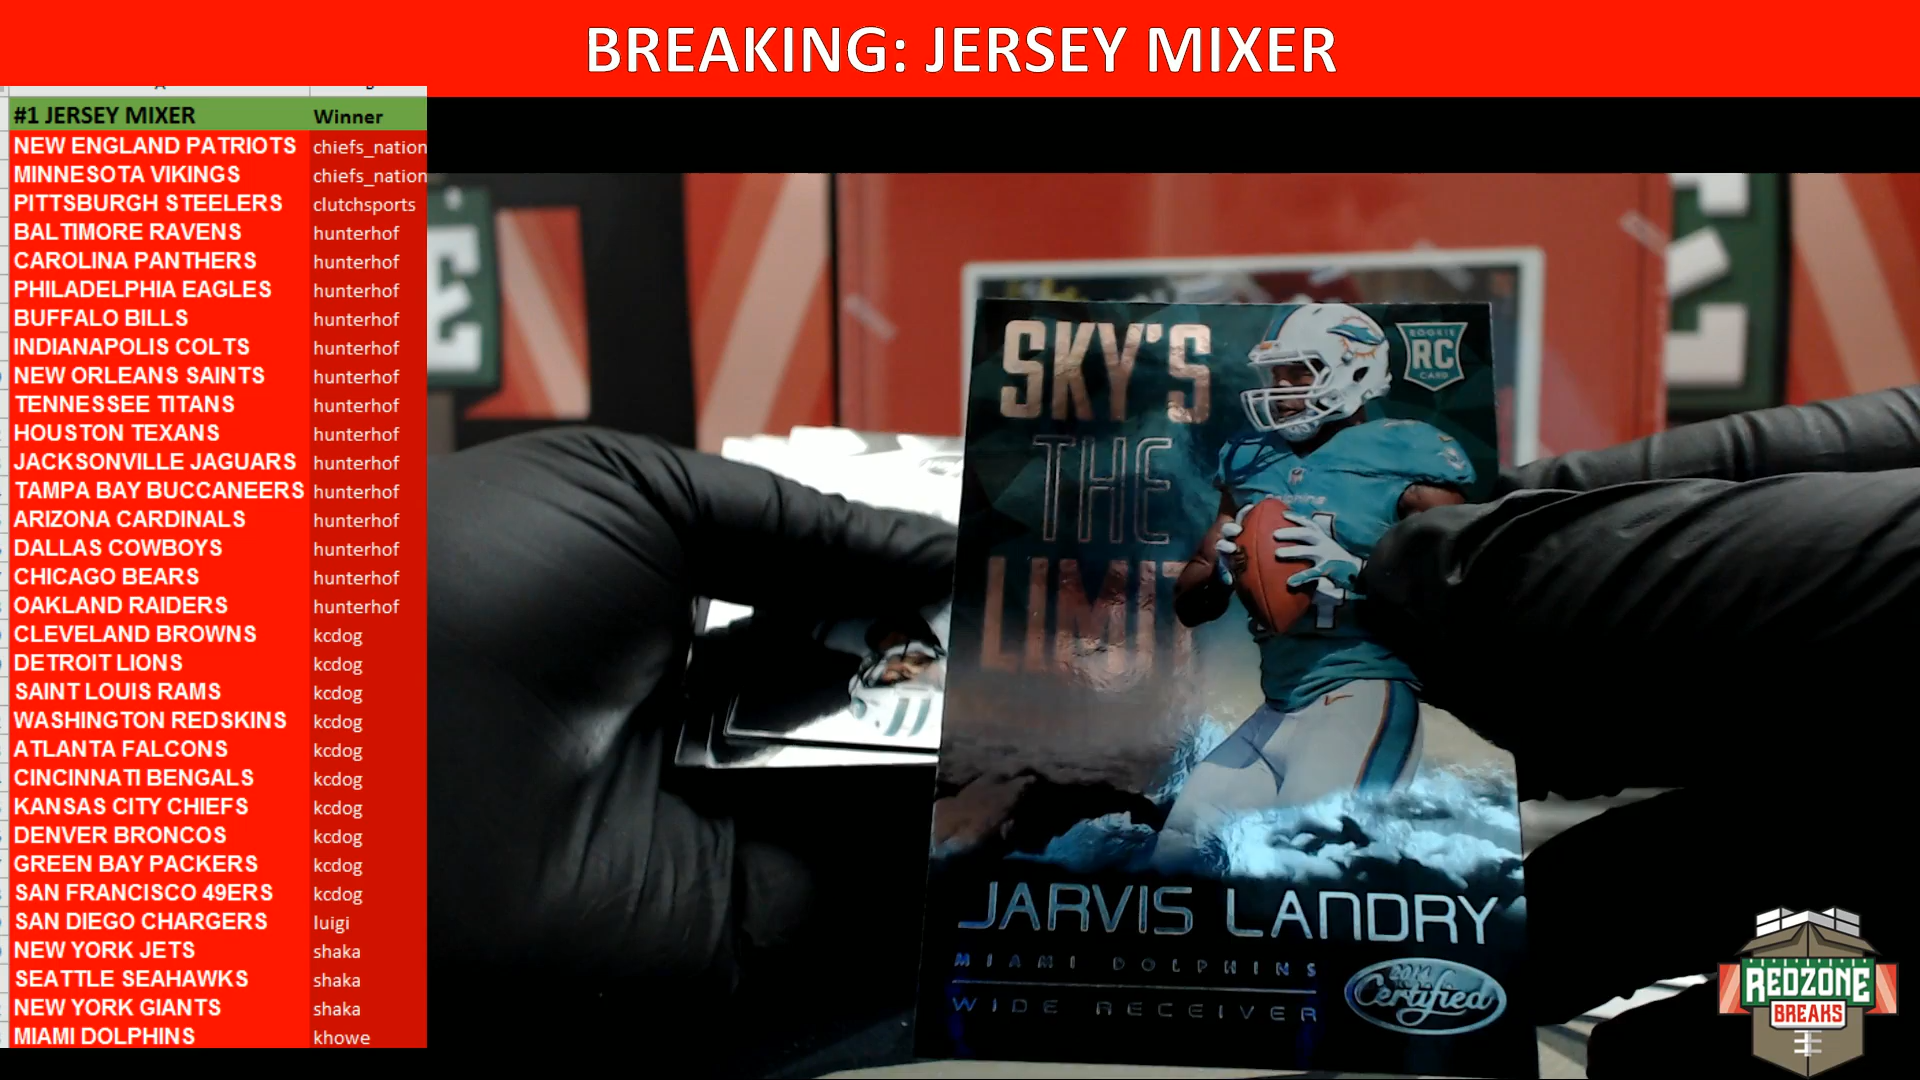 BREAKING: JERSEY MIXER
#1 JERSEY MIXER Winner
NEW ENGLAND PATRIOTS chiefs_nation
MINNESOTA VIKINGS chiefs_nation
PITTSBURGH STEELERS clutchsports
BALTIMORE RAVENS hunterhof
CAROLINA PANTHERS hunterhof
PHILADELPHIA EAGLES hunterhof
BUFFALO BILLS hunterhof
INDIANAPOLIS COLTS hunterhof
NEW ORLEANS SAINTS hunterhof
TENNESSEE TITANS hunterhof
HOUSTON TEXANS hunterhof
JACKSONVILLE JAGUARS hunterhof
TAMPA BAY BUCCANEERS hunterhof
ARIZONA CARDINALS hunterhof
DALLAS COWBOYS hunterhof
CHICAGO BEARS hunterhof
OAKLAND RAIDERS hunterhof
CLEVELAND BROWNS kcdog
DETROIT LIONS kcdog
SAINT LOUIS RAMS kcdog
WASHINGTON REDSKINS kcdog
ATLANTA FALCONS kcdog
CINCINNATI BENGALS kcdog
KANSAS CITY CHIEFS kcdog
DENVER BRONCOS kcdog
GREEN BAY PACKERS kcdog
SAN FRANCISCO 49ERS kcdog
SAN DIEGO CHARGERS luigi
NEW YORK JETS shaka
SEATTLE SEAHAWKS shaka
NEW YORK GIANTS shaka
MIAMI DOLPHINS khowe
SKY'S
THE
LIMIT
ROOKIE
RC
CARD
JARVIS LANDRY
MIAMI DOLPHINS
WIDE RECEIVER
2014
Certified
REDZONE
BREAKS